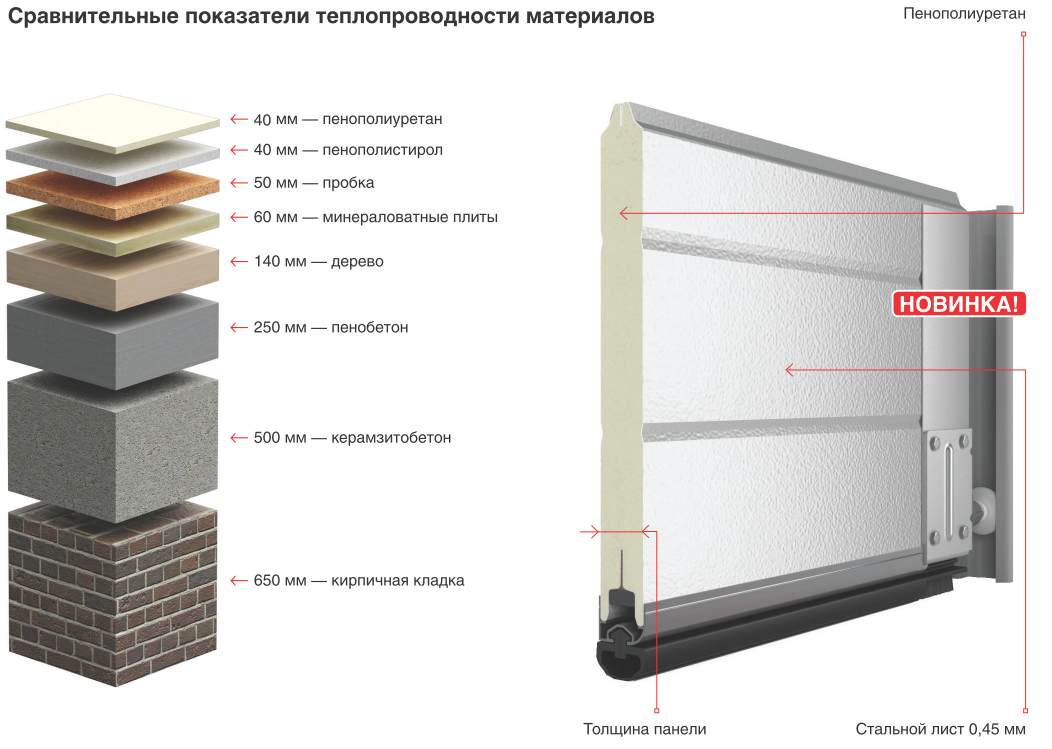 Сравнительные показатели теплопроводности материалов
Пенополиуретан
40 мм — пенополиуретан
40 мм — пенополистирол
50 мм — пробка
60 мм — минераловатные плиты
140 мм — дерево
250 мм — пенобетон
НОВИНКА!
500 мм — керамзитобетон
650 мм — кирпичная кладка
Толщина панели
Стальной лист 0,45 мм